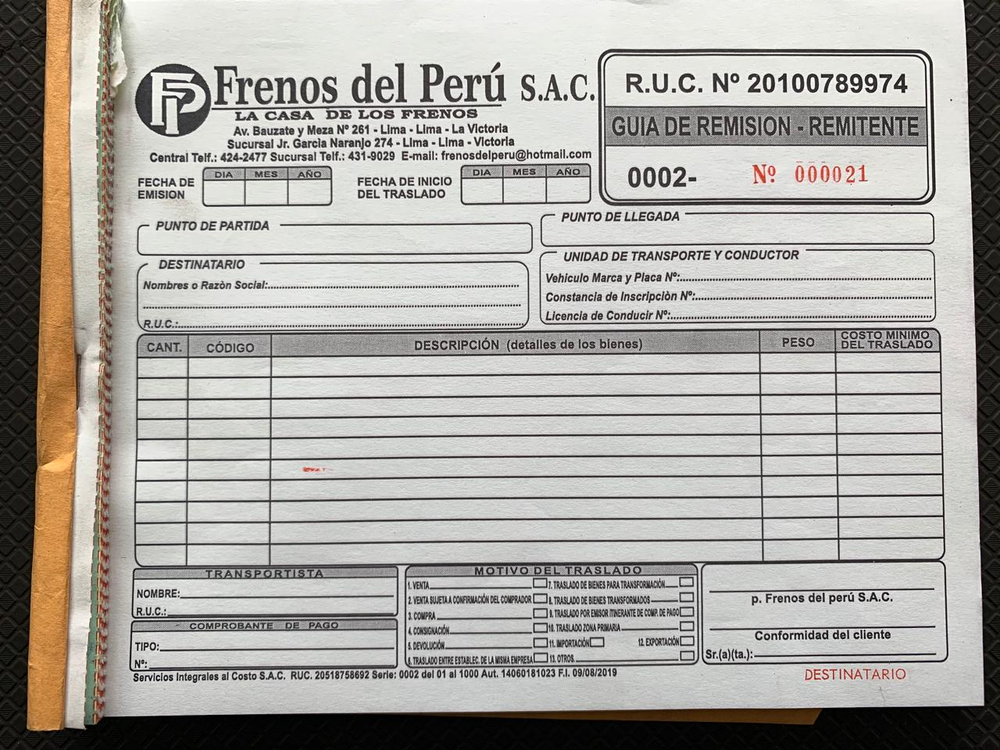 FP Frenos del Perú S.A.C.
LA CASA DE LOS FRENOS
Av. Bauzate y Meza Nº 261 - Lima - Lima - La Victoria
Sucursal Jr. Garcia Naranjo 274 - Lima - Lima - Victoria
Central Telf.: 424-2477 Sucursal Telf.: 431-9029 E-mail: frenosdelperu@hotmail.com
R.U.C. Nº 20100789974
GUIA DE REMISION - REMITENTE
0002- Nº 000021
FECHA DE EMISION DIA MES AÑO
FECHA DE INICIO DEL TRASLADO DIA MES AÑO
PUNTO DE PARTIDA
PUNTO DE LLEGADA
DESTINATARIO
Nombres o Razòn Social:
R.U.C.:
UNIDAD DE TRANSPORTE Y CONDUCTOR
Vehiculo Marca y Placa Nº:
Constancia de Inscripciòn Nº:
Licencia de Conducir Nº:
CANT. CÓDIGO DESCRIPCIÓN (detalles de los bienes) PESO COSTO MINIMO DEL TRASLADO
TRANSPORTISTA
NOMBRE:
R.U.C.:
COMPROBANTE DE PAGO
TIPO:
Nº:
MOTIVO DEL TRASLADO
1. VENTA
2. VENTA SUJETA A CONFIRMACIÓN DEL COMPRADOR
3. COMPRA
4. CONSIGNACIÓN
5. DEVOLUCIÓN
6. TRASLADO ENTRE ESTABLEC. DE LA MISMA EMPRESA
7. TRASLADO DE BIENES PARA TRANSFORMACIÓN
8. TRASLADO DE BIENES TRANSFORMADOS
9. TRASLADO POR EMISOR ITINERANTE DE COMP. DE PAGO
10. TRASLADO ZONA PRIMARIA
11. IMPORTACIÓN 12. EXPORTACIÓN
13. OTROS
p. Frenos del perú S.A.C.
Conformidad del cliente
Sr.(a)(ta.):
Servicios Integrales al Costo S.A.C. RUC. 20518758692 Serie: 0002 del 01 al 1000 Aut. 14060181023 F.I. 09/08/2019
DESTINATARIO